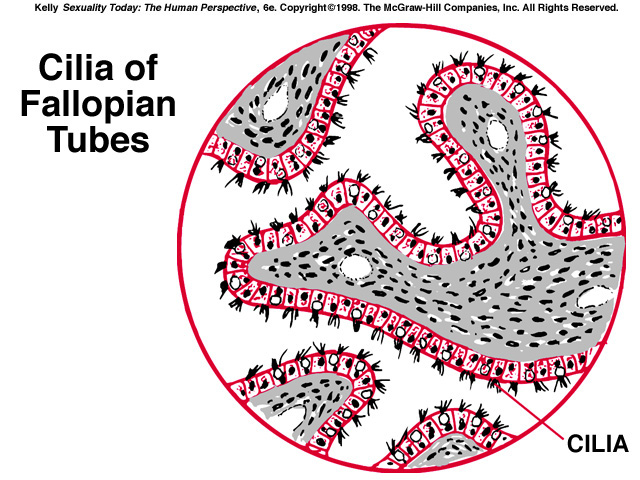 Kelly Sexuality Today: The Human Perspective, 6e. Copyright ©1998. The McGraw-Hill Companies, Inc. All Rights Reserved.
Cilia of
Fallopian
Tubes
CILIA